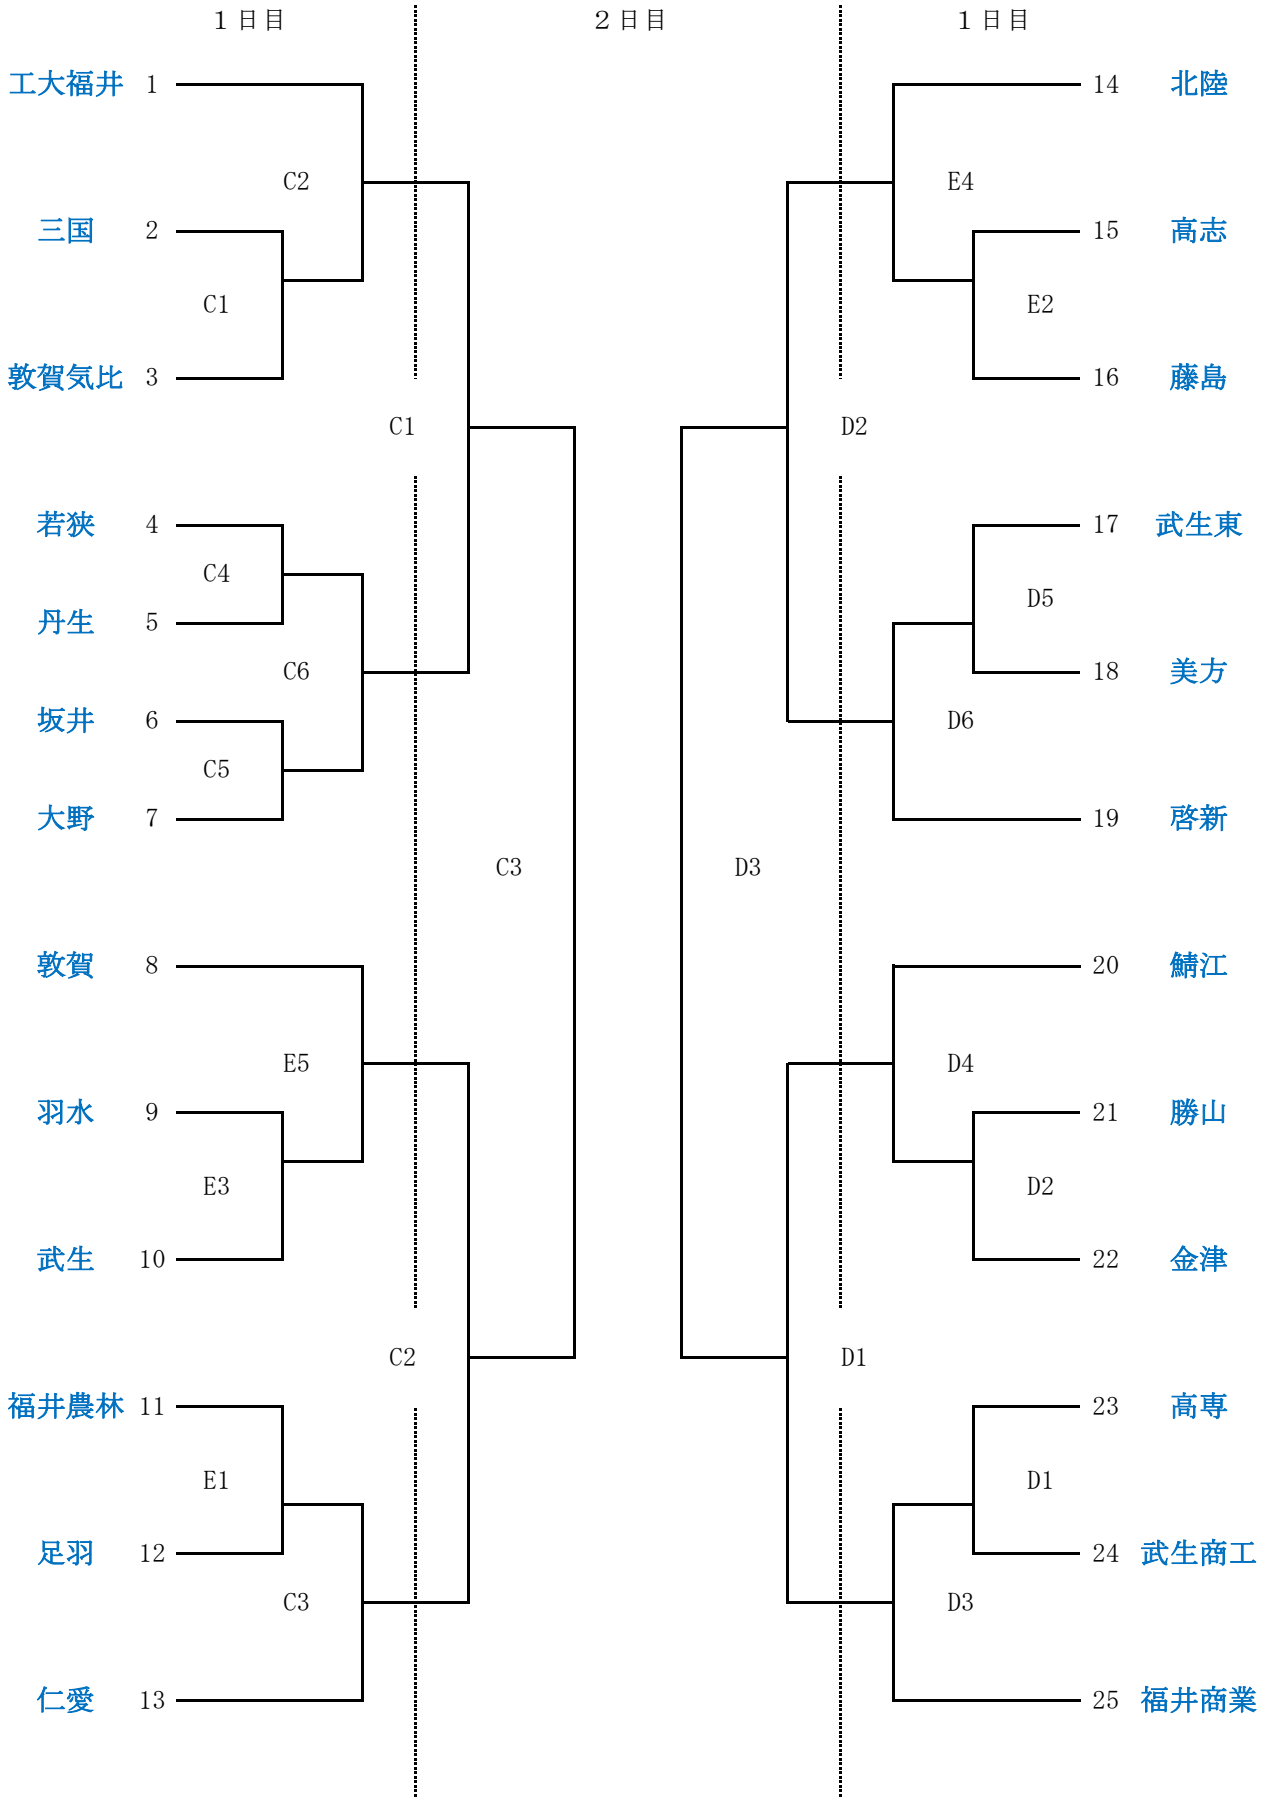 １日目 ２日目 １日目
工大福井 1 14 北陸
C2 E4
三国 2 15 高志
C1 E2
敦賀気比 3 16 藤島
C1 D2
若狭 4 17 武生東
C4
D5
丹生 5
C6 18 美方
坂井 6 D6
C5
大野 7 19 啓新
C3 D3
敦賀 8 20 鯖江
E5 D4
羽水 9 21 勝山
E3 D2
武生 10 22 金津
C2 D1
福井農林 11 23 高専
E1 D1
足羽 12 24 武生商工
C3 D3
仁愛 13 25 福井商業